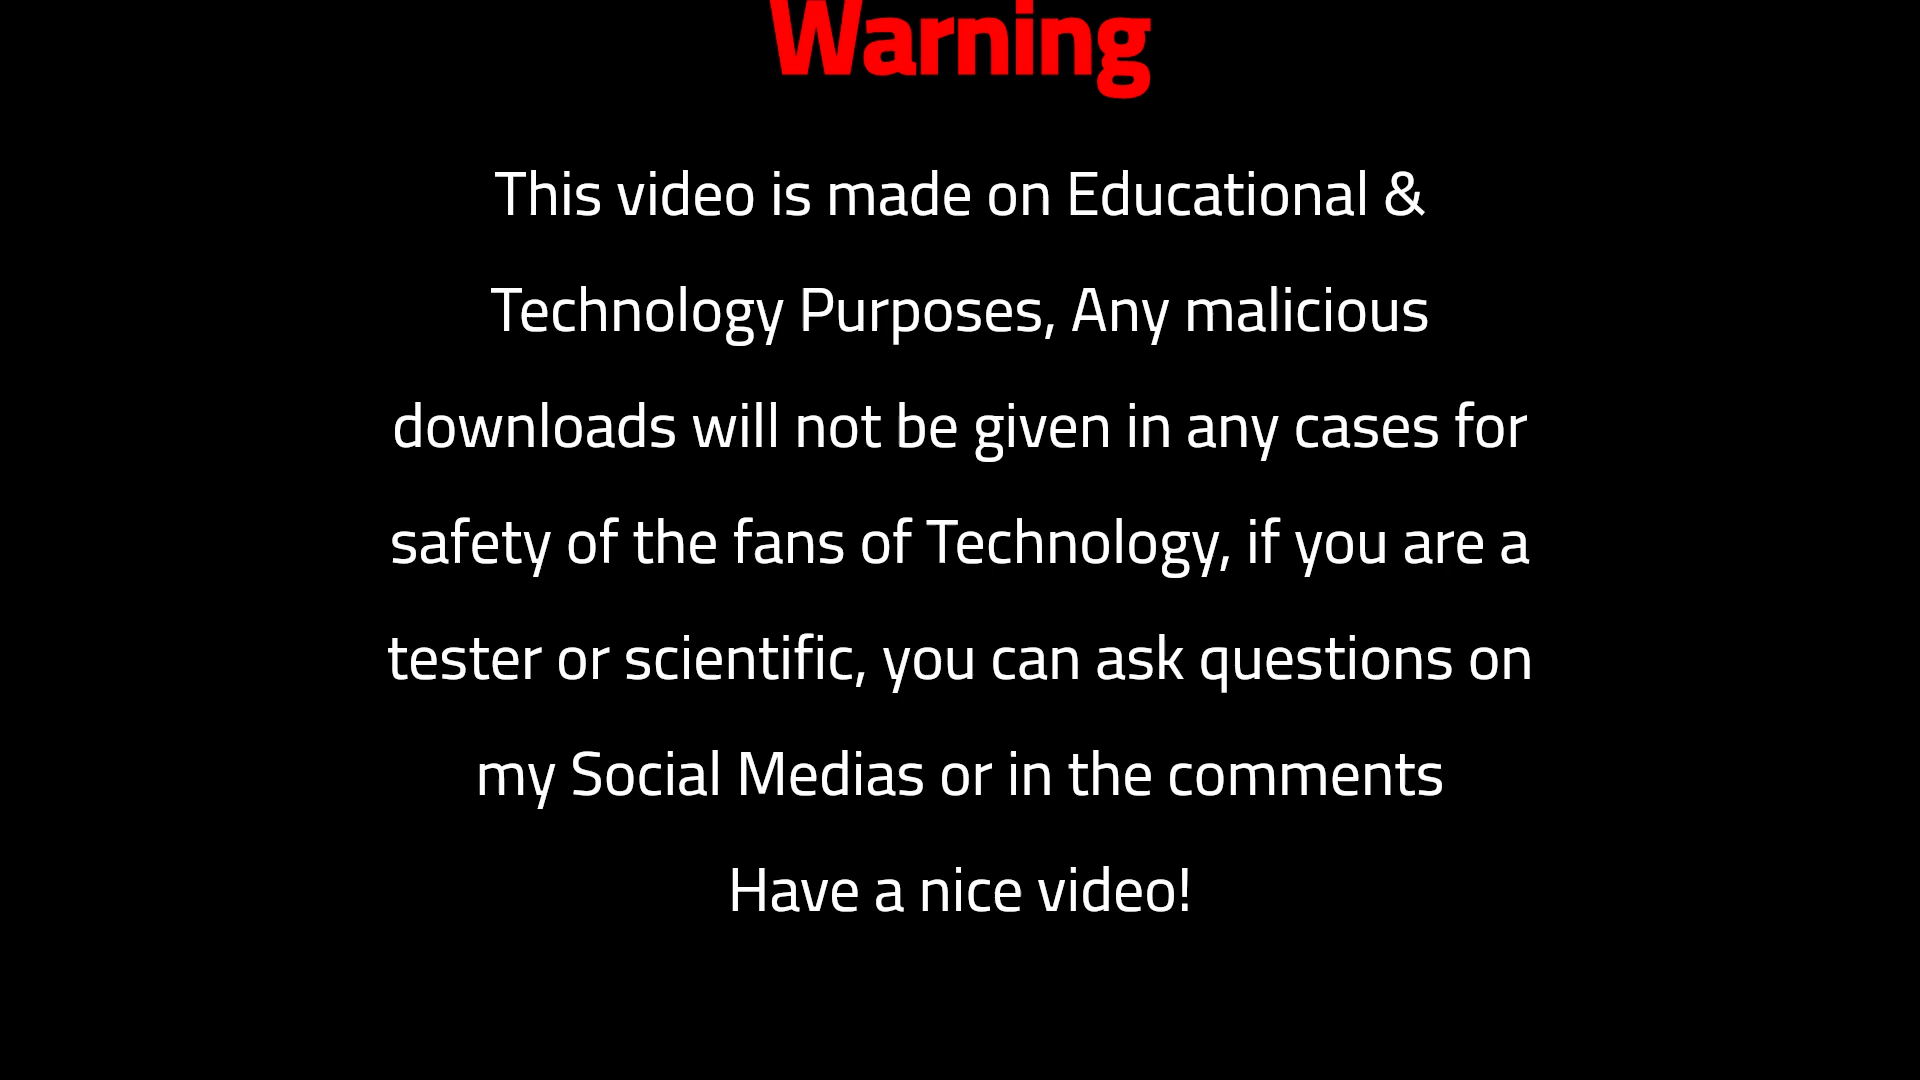 Warning
This video is made on Educational &
Technology Purposes, Any malicious
downloads will not be given in any cases for
safety of the fans of Technology, if you are a
tester or scientific, you can ask questions on
my Social Medias or in the comments
Have a nice video!